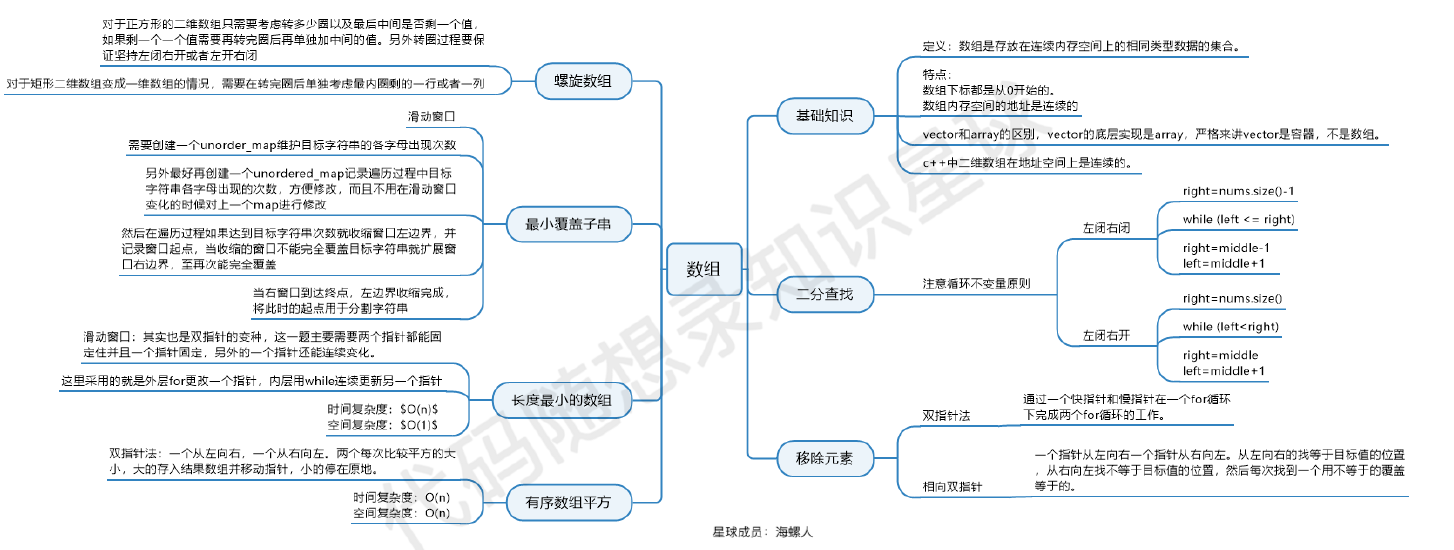 对于正方形的二维数组只需要考虑转多少圈以及最后中间是否剩一个值，
如果剩一个一个值需要再转完圈后再单独加中间的值。另外转圈过程要保
证坚持左闭右开或者左开右闭
对于矩形二维数组变成一维数组的情况，需要在转完圈后单独考虑最内圈剩的一行或者一列
螺旋数组
滑动窗口
需要创建一个unorder_map维护目标字符串的各字母出现次数
另外最好再创建一个unordered_map记录遍历过程中目标
字符串各字母出现的次数，方便修改，而且不用在滑动窗口
变化的时候对上一个map进行修改
然后在遍历过程如果达到目标字符串次数就收缩窗口左边界，并
记录窗口起点，当收缩的窗口不能完全覆盖目标字符串就扩展窗
口右边界，至再次能完全覆盖
当右窗口到达终点，左边界收缩完成，
将此时的起点用于分割字符串
最小覆盖子串
滑动窗口：其实也是双指针的变种，这一题主要需要两个指针都能固
定住并且一个指针固定，另外的一个指针还能连续变化。
这里采用的就是外层for更改一个指针，内层用while连续更新另一个指针
时间复杂度：$O(n)$
空间复杂度：$O(1)$
长度最小的数组
双指针法：一个从左向右，一个从右向左。两个每次比较平方的大
小，大的存入结果数组并移动指针，小的停在原地。
时间复杂度：O(n)
空间复杂度：O(n)
有序数组平方
数组
基础知识
定义：数组是存放在连续内存空间上的相同类型数据的集合。
特点：
数组下标都是从0开始的。
数组内存空间的地址是连续的
vector和array的区别，vector的底层实现是array，严格来讲vector是容器，不是数组。
c++中二维数组在地址空间上是连续的。
二分查找
注意循环不变量原则
左闭右闭
right=nums.size()-1
while (left <= right)
right=middle-1
left=middle+1
左闭右开
right=nums.size()
while (left<right)
right=middle
left=middle+1
移除元素
双指针法
通过一个快指针和慢指针在一个for循环
下完成两个for循环的工作。
相向双指针
一个指针从左向右一个指针从右向左。从左向右的找等于目标值的位置
，从右向左找不等于目标值的位置，然后每次找到一个用不等于的覆盖
等于的。
星球成员：海螺人
代码随想录知识星球